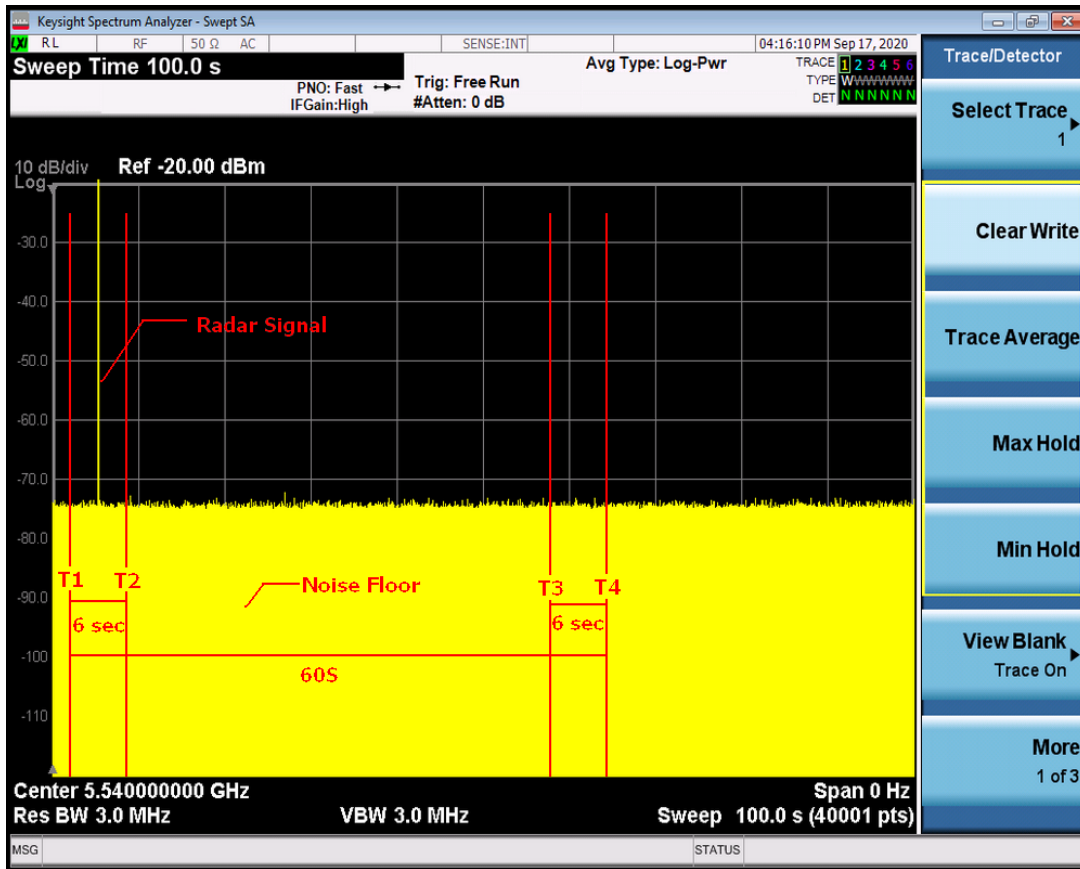 Keysight Spectrum Analyzer - Swept SA
LXI RL RF 50 Ω AC SENSE:INT 04:16:10 PM Sep 17, 2020
Sweep Time 100.0 s
PNO: Fast
IFGain:High
Trig: Free Run
#Atten: 0 dB
Avg Type: Log-Pwr
TRACE 1 2 3 4 5 6
TYPE WWWWWW
DET N N N N N N
10 dB/div
Log
Ref -20.00 dBm
-30.0
-40.0
-50.0
-60.0
-70.0
-80.0
-90.0
-100
-110
Radar Signal
T1
T2
Noise Floor
T3
T4
6 sec
6 sec
60S
Center 5.540000000 GHz
Span 0 Hz
Res BW 3.0 MHz
VBW 3.0 MHz
Sweep 100.0 s (40001 pts)
MSG
STATUS
Trace/Detector
Select Trace
1
Clear Write
Trace Average
Max Hold
Min Hold
View Blank
Trace On
More
1 of 3